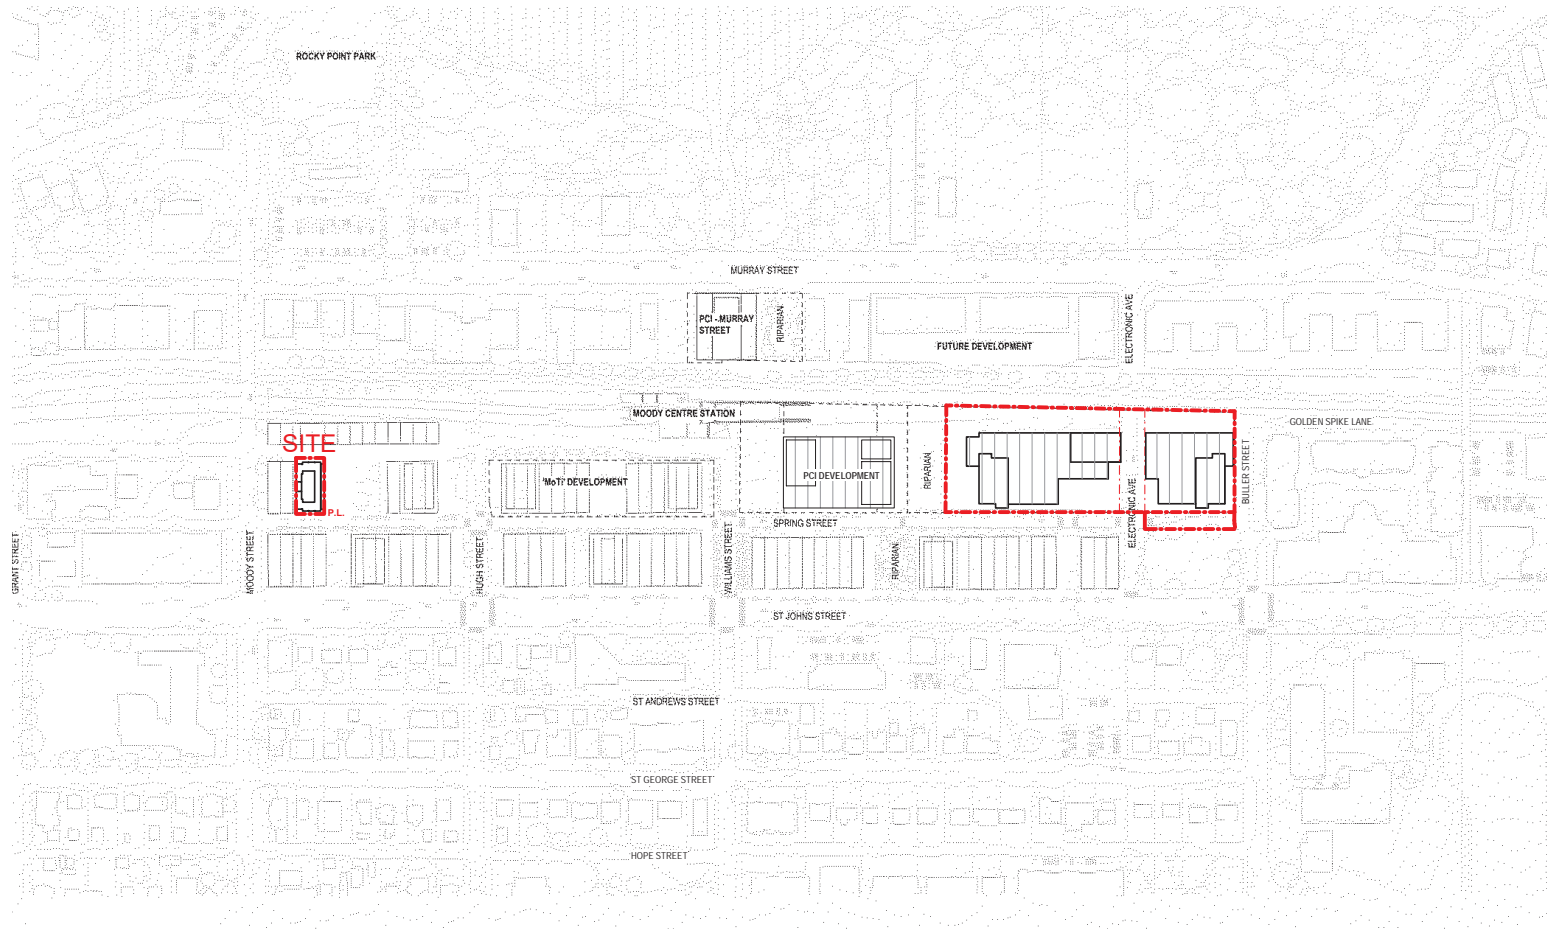 ROCKY POINT PARK
MURRAY STREET
PCI - MURRAY
STREET
RIPARIAN
FUTURE DEVELOPMENT
ELECTRONIC AVE
MOODY CENTRE STATION
GOLDEN SPIKE LANE
SITE
P.L.
'MoTi' DEVELOPMENT
PCI DEVELOPMENT
RIPARIAN
ELECTRONIC AVE
BULLER STREET
SPRING STREET
GRANT STREET
MOODY STREET
HUGH STREET
WILLIAMS STREET
RIPARIAN
ST JOHNS STREET
ST ANDREWS STREET
ST GEORGE STREET
HOPE STREET